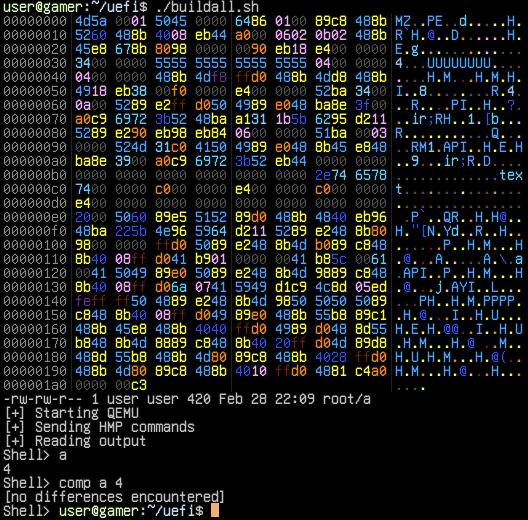 user@gamer:~/uefi$ ./buildall.sh
00000000 4d5a 0001 5045 0000 6486 0100 89c8 488b MZ..PE..d.....H.
00000010 5260 488b 4008 eb44 a000 0602 0b02 488b R`H.@..D......H.
00000020 45e8 678b 8098 0000 0090 eb18 e400 0000 E.g.............
00000030 3400 0000 5555 5555 5555 5555 0400 0000 4...UUUUUUUU....
00000040 0400 0000 488b 4df8 488b 4dd8 488b
00000050 4918 eb38 00f0 0000 e400 0000 52ba 3400 I..8........R.4.
00000060 0a00 5289 e2ff d050 4989 e048 ba8e 3f00 ..R....PI..H..?.
00000070 a0c9 6972 3b52 48ba a131 1b5b 6295 d211 ..ir;RH..1.[b...
00000080 5289 e290 eb98 eb84 0600 0000 51ba 0300 R...........Q...
00000090 0000 524d 31c0 4150 4989 e048 8b45 e848 ..RM1.API..H.E.H
000000a0 ba8e 3900 a0c9 6972 3b52 eb44 0000 0000 ..9...ir;R.D....
000000b0 0000 0000 0000 0000 0000 0000 2e74 6578 .............tex
000000c0 7400 0000 c000 0000 e400 0000 c000 0000 t...............
000000d0 e400 0000 0000 0000 0000 0000 0000 0000 ................
000000e0 2000 5060 89e5 5152 89d0 488b 4840 eb96  .P`..QR..H.H@..
000000f0 48ba 225b 4e96 5964 d211 5289 e248 8b80 H."[N.Yd..R..H..
00000100 9800 0000 ffd0 5089 e248 8b4d b089 c848 ......P..H.M...H
00000110 8b40 08ff d041 b901 0000 0041 b85c 0061 .@...A.....A.\.a
00000120 0041 5049 89e0 5089 e248 8b4d 9889 c848 .API..P..H.M...H
00000130 8b40 08ff d06a 0741 5949 d1c9 4c8d 05ed .@...j.AYI..L...
00000140 feff ff50 4889 e248 8b4d 9850 5050 5089 ...PH..H.M.PPPP.
00000150 c848 8b40 08ff d049 89e0 488b 55b8 89c1 .H.@...I..H.U...
00000160 488b 45e8 488b 4040 ffd0 4989 d048 8d55 H.E.H.@@..I..H.U
00000170 b848 8b4d 8889 c848 8b40 20ff d04d 89d8 .H.M...H.@ ..M..
00000180 488d 55b8 488b 4d80 89c8 488b 4028 ffd0 H.U.H.M...H.@(..
00000190 488b 4d80 89c8 488b 4010 ffd0 4881 c4a0 H.M...H.@...H...
000001a0 0000 00c3 ....
-rw-rw-r-- 1 user user 420 Feb 28 22:09 root/a
[+] Starting QEMU
[+] Sending HMP commands
[+] Reading output
Shell> a
4
Shell> comp a 4
[no differences encountered]
Shell> user@gamer:~/uefi$